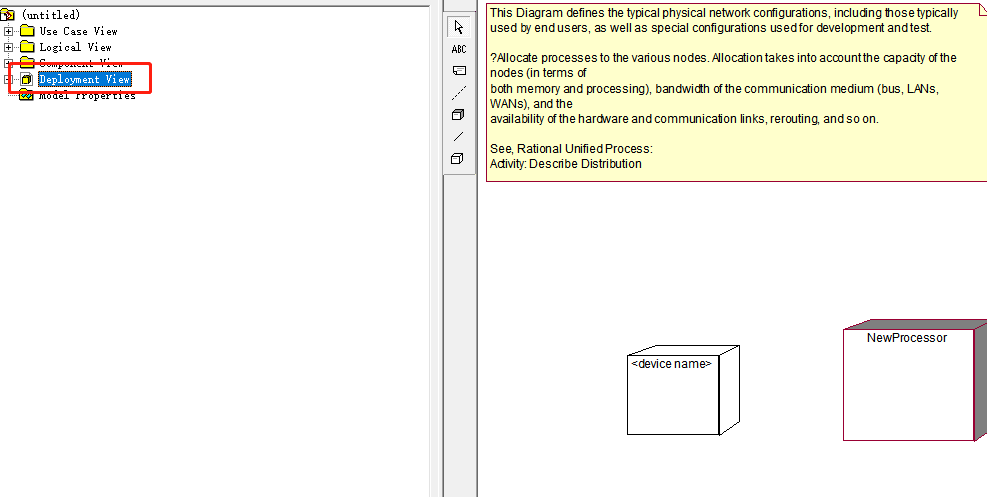 (untitled)
Use Case View
Logical View
Component View
Deployment View
Model Properties
ABC
This Diagram defines the typical physical network configurations, including those typically
used by end users, as well as special configurations used for development and test.
?Allocate processes to the various nodes. Allocation takes into account the capacity of the
nodes (in terms of
both memory and processing), bandwidth of the communication medium (bus, LANs,
WANs), and the
availability of the hardware and communication links, rerouting, and so on.
See, Rational Unified Process:
Activity: Describe Distribution
<device name>
NewProcessor